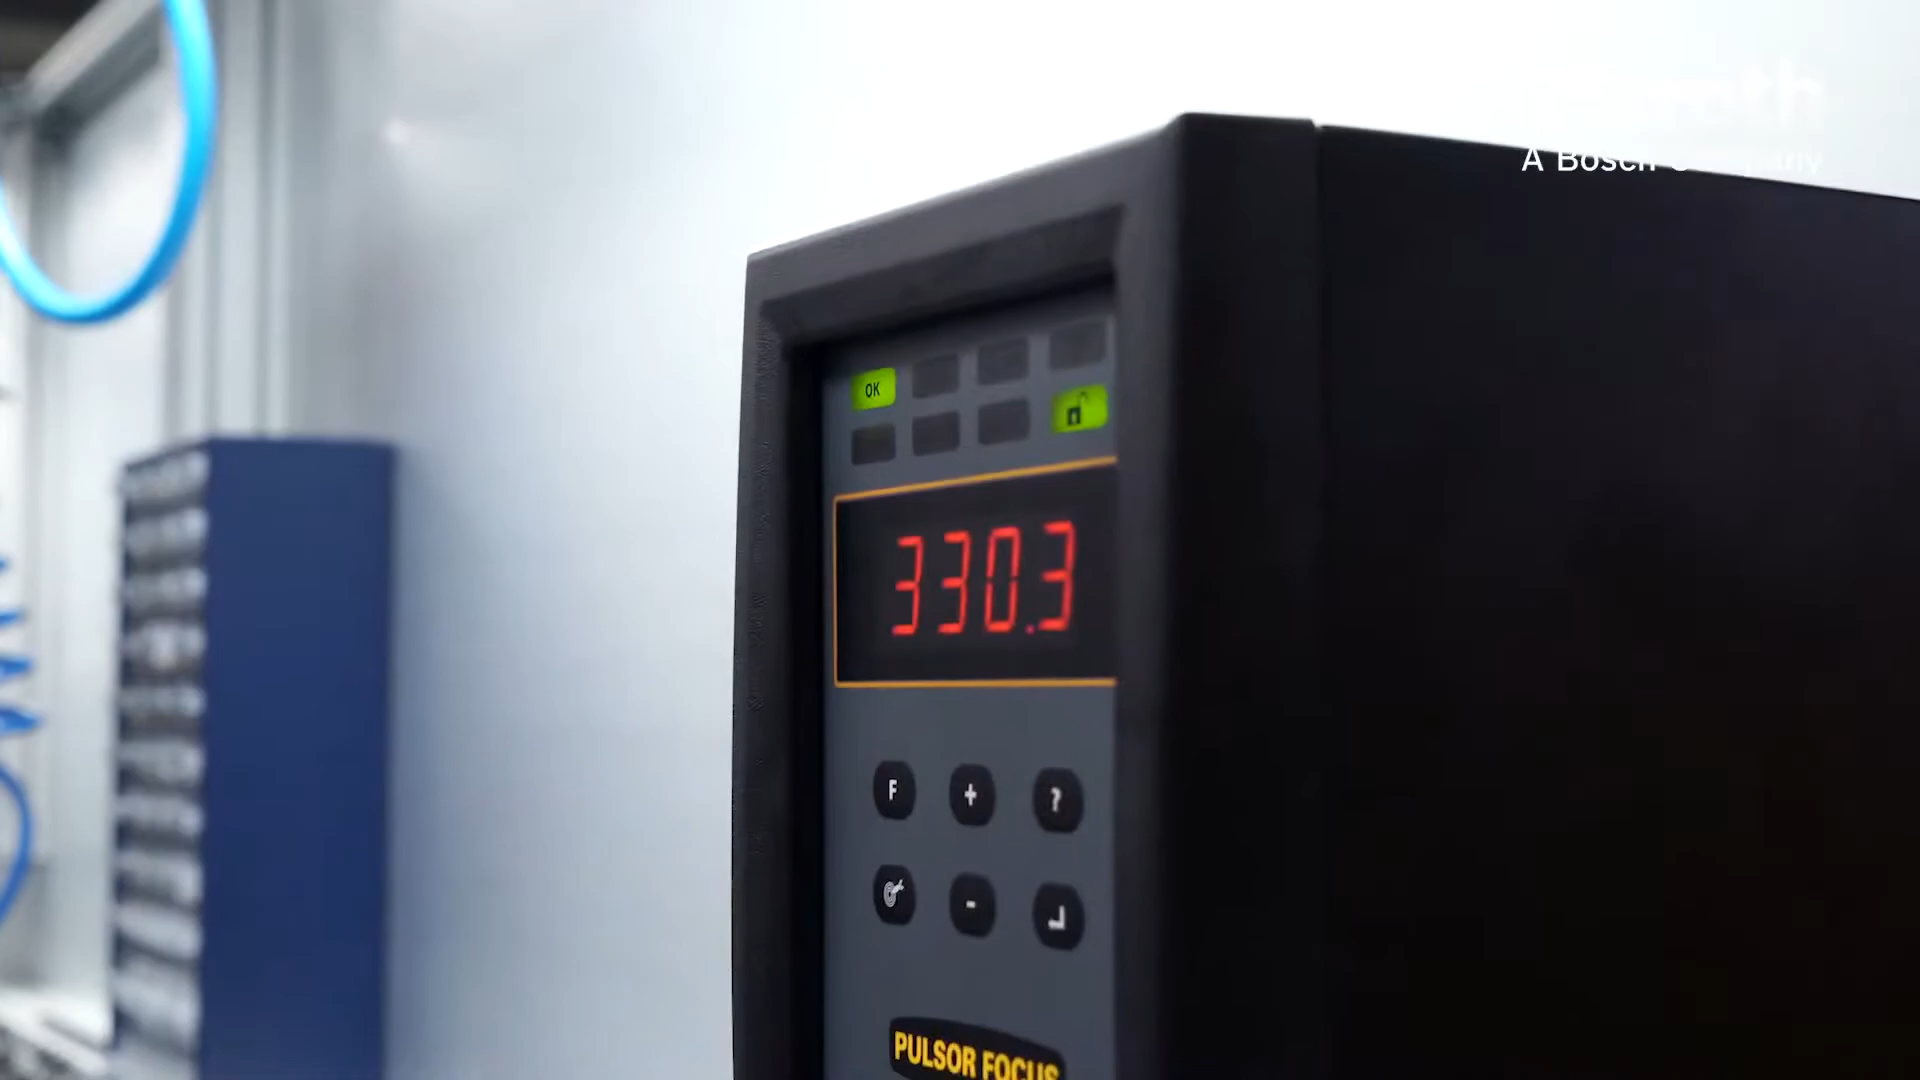 A Bosch
OK
330.3
F + ?
-
PULSOR FOCUS